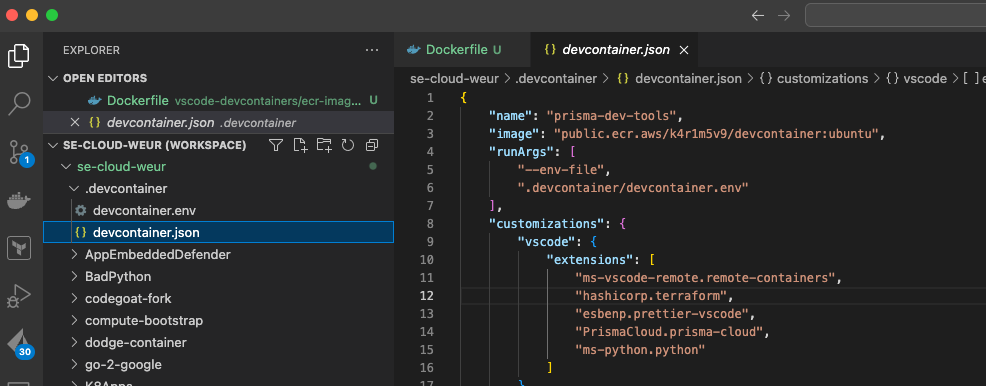 EXPLORER
···
OPEN EDITORS
Dockerfile vscode-devcontainers/ecr-imag... U
devcontainer.json .devcontainer
SE-CLOUD-WEUR (WORKSPACE)
se-cloud-weur
.devcontainer
devcontainer.env
{} devcontainer.json
AppEmbeddedDefender
BadPython
codegoat-fork
compute-bootstrap
dodge-container
go-2-google
K8Apps
1
30
Dockerfile U
{} devcontainer.json
se-cloud-weur > .devcontainer > {} devcontainer.json > {} customizations > {} vscode > [ ] e
1 {
2 "name": "prisma-dev-tools",
3 "image": "public.ecr.aws/k4r1m5v9/devcontainer:ubuntu",
4 "runArgs": [
5 "--env-file",
6 ".devcontainer/devcontainer.env"
7 ],
8 "customizations": {
9 "vscode": {
10 "extensions": [
11 "ms-vscode-remote.remote-containers",
12 "hashicorp.terraform",
13 "esbenp.prettier-vscode",
14 "PrismaCloud.prisma-cloud",
15 "ms-python.python"
16 ]
17 }